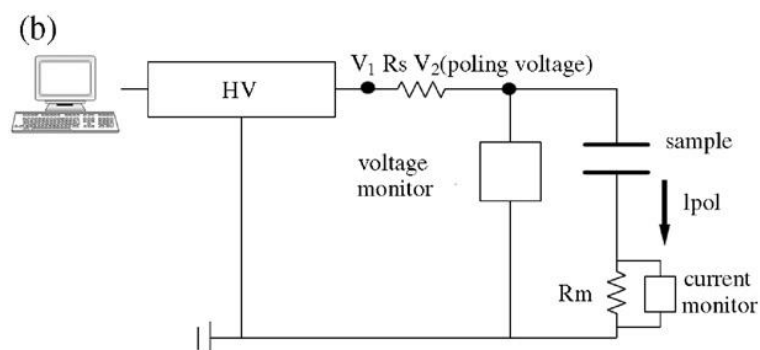 (b)
HV
V₁ Rs V₂(poling voltage)
voltage
monitor
sample
Ipol
Rm
current
monitor